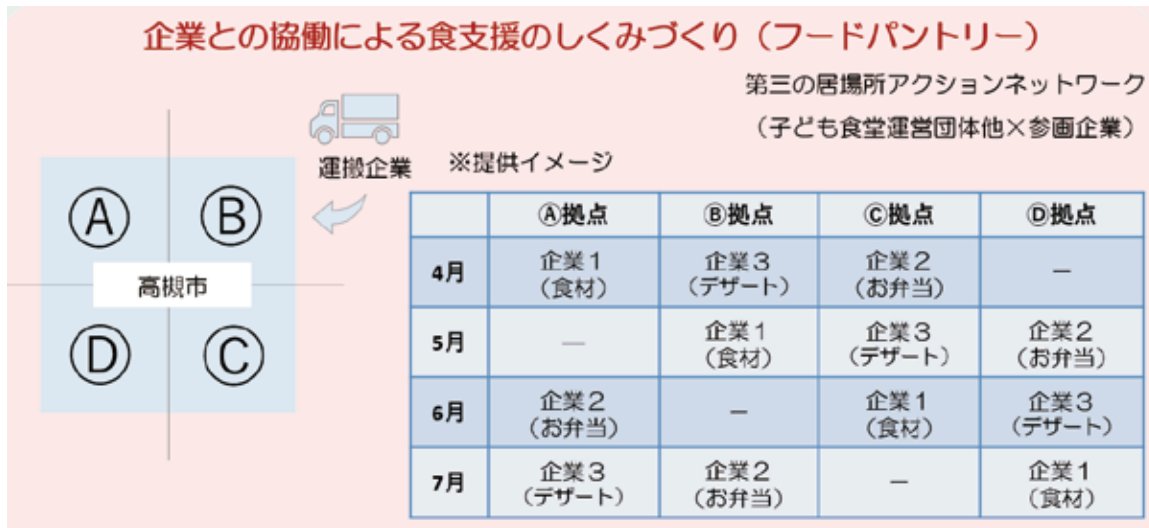 企業との協働による食支援のしくみづくり（フードパントリー）
第三の居場所アクションネットワーク
（子ども食堂運営団体他×参画企業）
運搬企業
※提供イメージ
Ⓐ Ⓑ
高槻市
Ⓓ Ⓒ
Ⓐ拠点 Ⓑ拠点 Ⓒ拠点 Ⓓ拠点
4月 企業１ 企業３ 企業２ －
（食材） （デザート） （お弁当）
5月 － 企業１ 企業３ 企業２
（食材） （デザート） （お弁当）
6月 企業２ － 企業１ 企業３
（お弁当） （食材） （デザート）
7月 企業３ 企業２ － 企業１
（デザート） （お弁当） （食材）